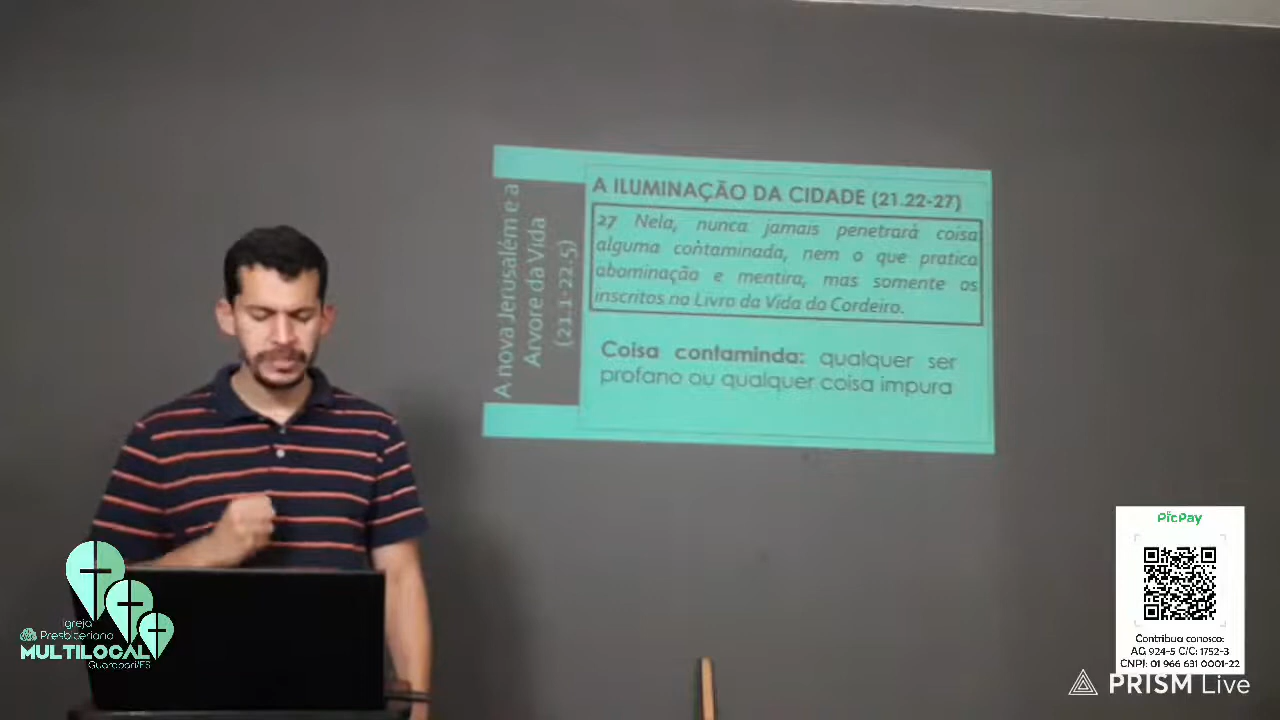 A nova Jerusalém e a
Árvore da Vida
(21.1-22.5)
A ILUMINAÇÃO DA CIDADE (21.22-27)
27 Nela, nunca jamais penetrará coisa
alguma contaminada, nem o que pratica
abominação e mentira, mas somente os
inscritos no Livro da Vida do Cordeiro.
Coisa contaminda: qualquer ser
profano ou qualquer coisa impura
Igreja
Presbiteriana
MULTILOCAL
Guarapari/ES
PicPay
Contribua conosco:
AG 924-5 C/C: 1752-3
CNPJ: 01 966 631 0001-22
PRISM Live